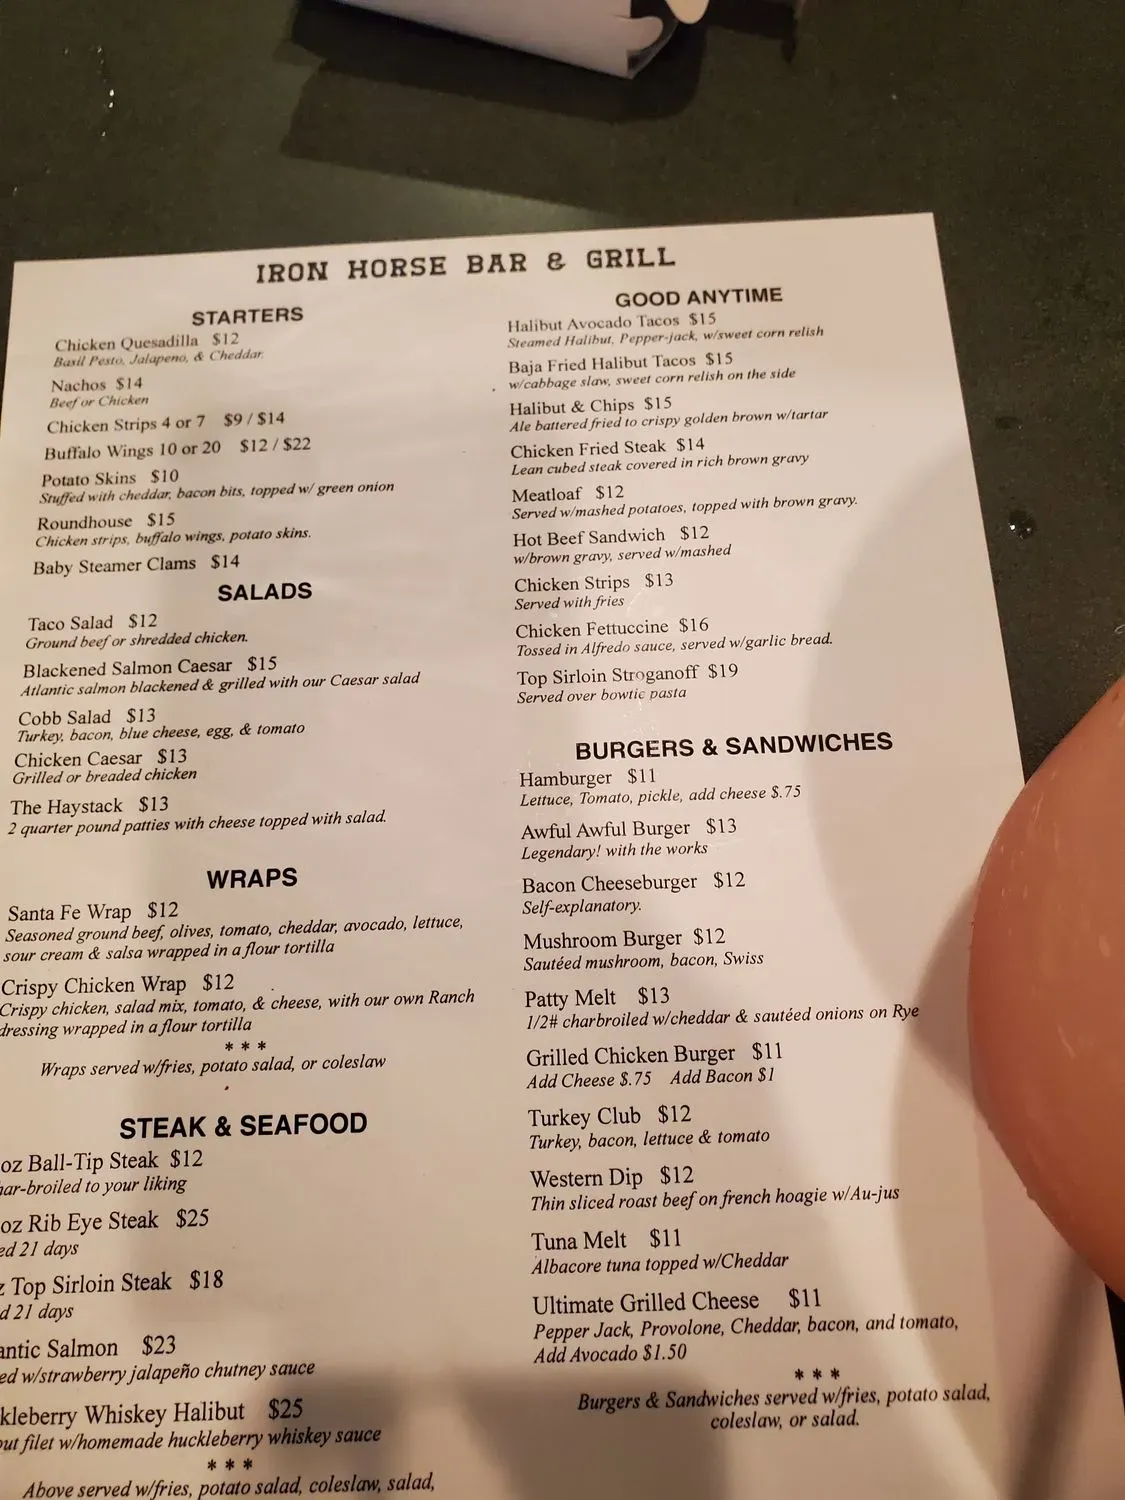 IRON HORSE BAR & GRILL
STARTERS
Chicken Quesadilla $12
Basil Pesto, Jalapeno, & Cheddar.
Nachos $14
Beef or Chicken
Chicken Strips 4 or 7 $9 / $14
Buffalo Wings 10 or 20 $12 / $22
Potato Skins $10
Stuffed with cheddar, bacon bits, topped w/ green onion
Roundhouse $15
Chicken strips, buffalo wings, potato skins.
Baby Steamer Clams $14
SALADS
Taco Salad $12
Ground beef or shredded chicken.
Blackened Salmon Caesar $15
Atlantic salmon blackened & grilled with our Caesar salad
Cobb Salad $13
Turkey, bacon, blue cheese, egg, & tomato
Chicken Caesar $13
Grilled or breaded chicken
The Haystack $13
2 quarter pound patties with cheese topped with salad.
WRAPS
Santa Fe Wrap $12
Seasoned ground beef, olives, tomato, cheddar, avocado, lettuce,
sour cream & salsa wrapped in a flour tortilla
Crispy Chicken Wrap $12
Crispy chicken, salad mix, tomato, & cheese, with our own Ranch
dressing wrapped in a flour tortilla
* * *
Wraps served w/fries, potato salad, or coleslaw
STEAK & SEAFOOD
oz Ball-Tip Steak $12
har-broiled to your liking
oz Rib Eye Steak $25
ed 21 days
z Top Sirloin Steak $18
d 21 days
antic Salmon $23
ed w/strawberry jalapeño chutney sauce
kleberry Whiskey Halibut $25
but filet w/homemade huckleberry whiskey sauce
* * *
Above served w/fries, potato salad, coleslaw, salad,
GOOD ANYTIME
Halibut Avocado Tacos $15
Steamed Halibut, Pepper-jack, w/sweet corn relish
Baja Fried Halibut Tacos $15
w/cabbage slaw, sweet corn relish on the side
Halibut & Chips $15
Ale battered fried to crispy golden brown w/tartar
Chicken Fried Steak $14
Lean cubed steak covered in rich brown gravy
Meatloaf $12
Served w/mashed potatoes, topped with brown gravy.
Hot Beef Sandwich $12
w/brown gravy, served w/mashed
Chicken Strips $13
Served with fries
Chicken Fettuccine $16
Tossed in Alfredo sauce, served w/garlic bread.
Top Sirloin Stroganoff $19
Served over bowtie pasta
BURGERS & SANDWICHES
Hamburger $11
Lettuce, Tomato, pickle, add cheese $.75
Awful Awful Burger $13
Legendary! with the works
Bacon Cheeseburger $12
Self-explanatory.
Mushroom Burger $12
Sautéed mushroom, bacon, Swiss
Patty Melt $13
1/2# charbroiled w/cheddar & sautéed onions on Rye
Grilled Chicken Burger $11
Add Cheese $.75 Add Bacon $1
Turkey Club $12
Turkey, bacon, lettuce & tomato
Western Dip $12
Thin sliced roast beef on french hoagie w/Au-jus
Tuna Melt $11
Albacore tuna topped w/Cheddar
Ultimate Grilled Cheese $11
Pepper Jack, Provolone, Cheddar, bacon, and tomato,
Add Avocado $1.50
* * *
Burgers & Sandwiches served w/fries, potato salad,
coleslaw, or salad.